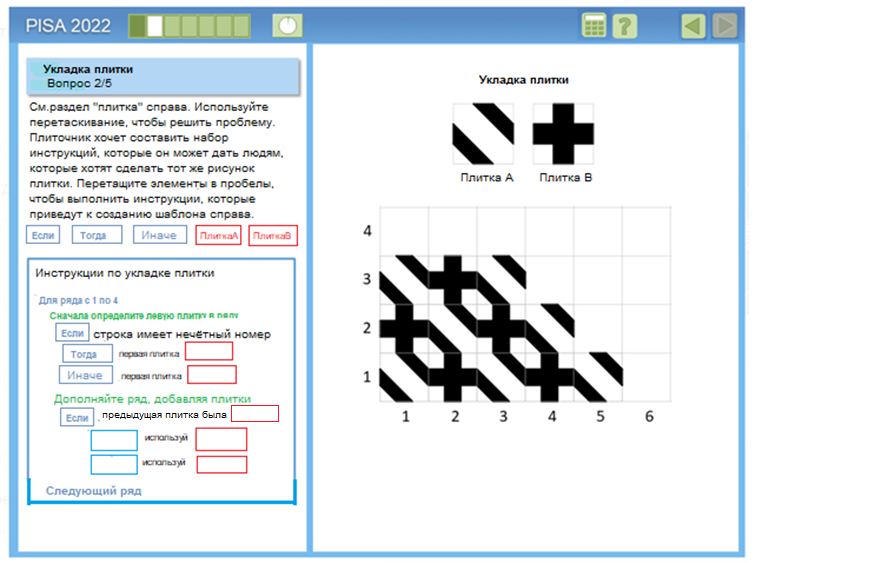 PISA 2022
?
Укладка плитки
Вопрос 2/5
См.раздел "плитка" справа. Используйте
перетаскивание, чтобы решить проблему.
Плиточник хочет составить набор
инструкций, которые он может дать людям,
которые хотят сделать тот же рисунок
плитки. Перетащите элементы в пробелы,
чтобы выполнить инструкции, которые
приведут к созданию шаблона справа.
Если Тогда Иначе ПлиткаА ПлиткаВ
Инструкции по укладке плитки
Для ряда с 1 по 4
Сначала определите левую плитку в ряду
Если строка имеет нечётный номер
Тогда первая плитка
Иначе первая плитка
Дополняйте ряд, добавляя плитки
Если , предыдущая плитка была
используй
используй
Следующий ряд
Укладка плитки
Плитка А Плитка В
4
3
2
1
1 2 3 4 5 6